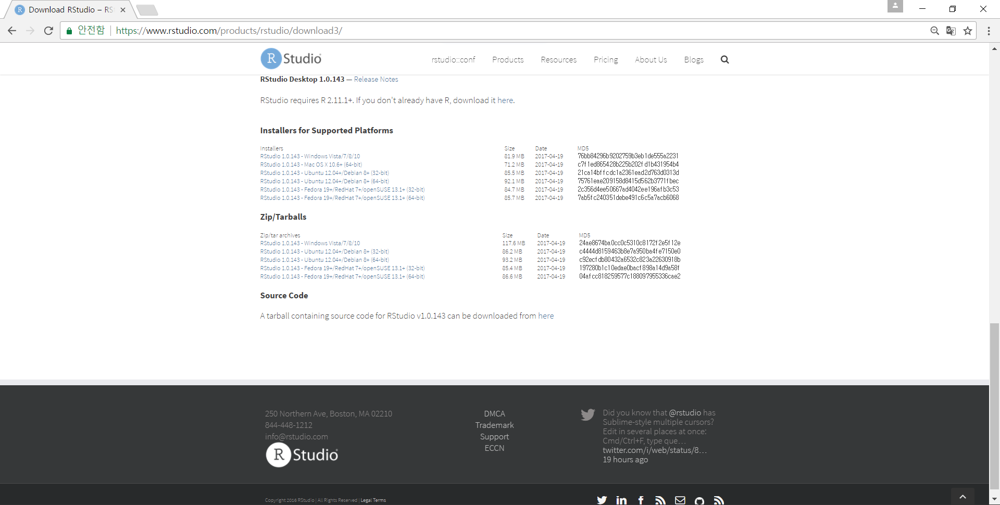 Download RStudio – RS
안전함 https://www.rstudio.com/products/rstudio/download3/
R Studio rstudio::conf Products Resources Pricing About Us Blogs
RStudio Desktop 1.0.143 — Release Notes
RStudio requires R 2.11.1+. If you don't already have R, download it here.
Installers for Supported Platforms
Installers Size Date MD5
RStudio 1.0.143 - Windows Vista/7/8/10 81.9 MB 2017-04-19 76bb84296b9202759b3eb1de555a2231
RStudio 1.0.143 - Mac OS X 10.6+ (64-bit) 71.2 MB 2017-04-19 c7f1ed865428b225b202fd1b431954b4
RStudio 1.0.143 - Ubuntu 12.04+/Debian 8+ (32-bit) 85.5 MB 2017-04-19 21ca14bffcdc1a2361ead2d763d0313d
RStudio 1.0.143 - Ubuntu 12.04+/Debian 8+ (64-bit) 92.1 MB 2017-04-19 75761eae209158d8415d562b3771fbec
RStudio 1.0.143 - Fedora 19+/RedHat 7+/openSUSE 13.1+ (32-bit) 84.7 MB 2017-04-19 2c356d4ee50667ad4042ee196afb3c53
RStudio 1.0.143 - Fedora 19+/RedHat 7+/openSUSE 13.1+ (64-bit) 85.7 MB 2017-04-19 7ab5fc240351debe491c6c5a7acb6068
Zip/Tarballs
Zip/tar archives Size Date MD5
RStudio 1.0.143 - Windows Vista/7/8/10 117.6 MB 2017-04-19 24ae8674ba0cc0c5310c8172f2e5f12e
RStudio 1.0.143 - Ubuntu 12.04+/Debian 8+ (32-bit) 86.2 MB 2017-04-19 c4444d8159463b8e7a950ba4fe7150e0
RStudio 1.0.143 - Ubuntu 12.04+/Debian 8+ (64-bit) 93.2 MB 2017-04-19 c92ecfdb80432a6532c823a22630918b
RStudio 1.0.143 - Fedora 19+/RedHat 7+/openSUSE 13.1+ (32-bit) 85.4 MB 2017-04-19 197280b1c10edae0bacf898a14d9a58f
RStudio 1.0.143 - Fedora 19+/RedHat 7+/openSUSE 13.1+ (64-bit) 86.6 MB 2017-04-19 04afcc818259577c188097955336cae2
Source Code
A tarball containing source code for RStudio v1.0.143 can be downloaded from here
250 Northern Ave, Boston, MA 02210
844-448-1212
info@rstudio.com
R Studio
DMCA
Trademark
Support
ECCN
Did you know that @rstudio has
Sublime-style multiple cursors?
Edit in several places at once:
Cmd/Ctrl+F, type que…
twitter.com/i/web/status/8…
19 hours ago
Copyright 2016 RStudio | All Rights Reserved | Legal Terms